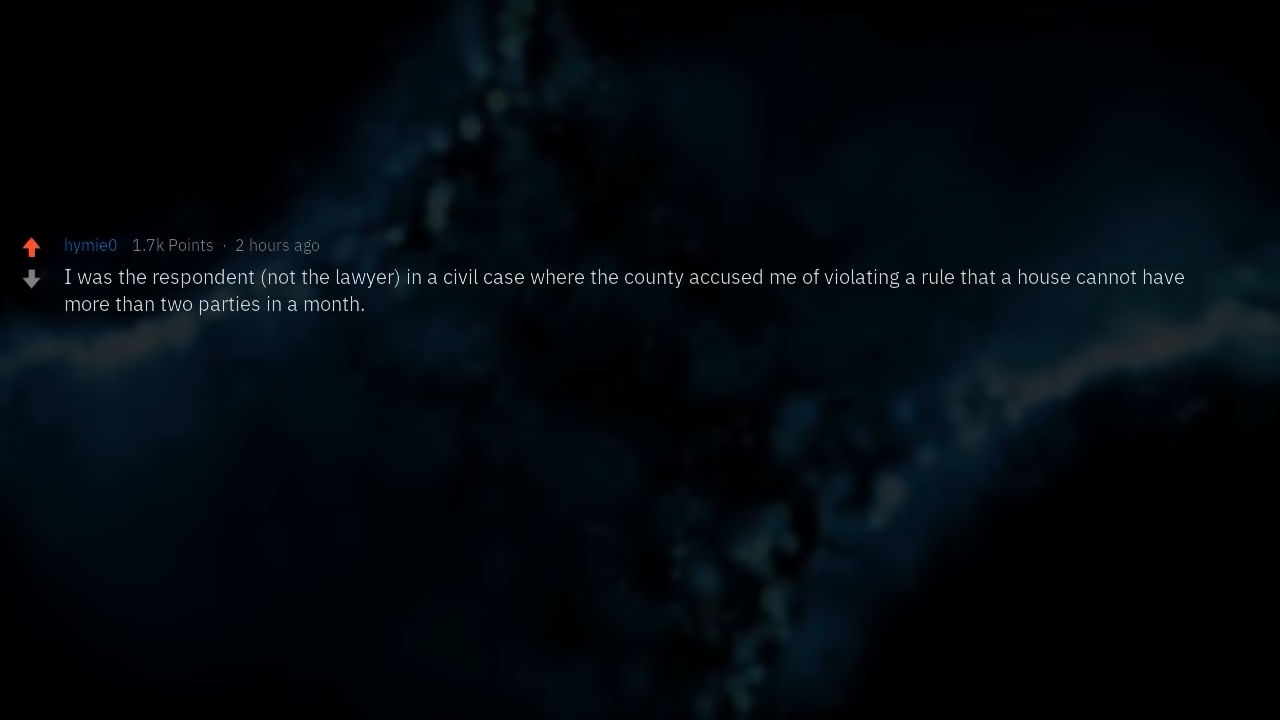 hymie0 1.7k Points · 2 hours ago
I was the respondent (not the lawyer) in a civil case where the county accused me of violating a rule that a house cannot have
more than two parties in a month.